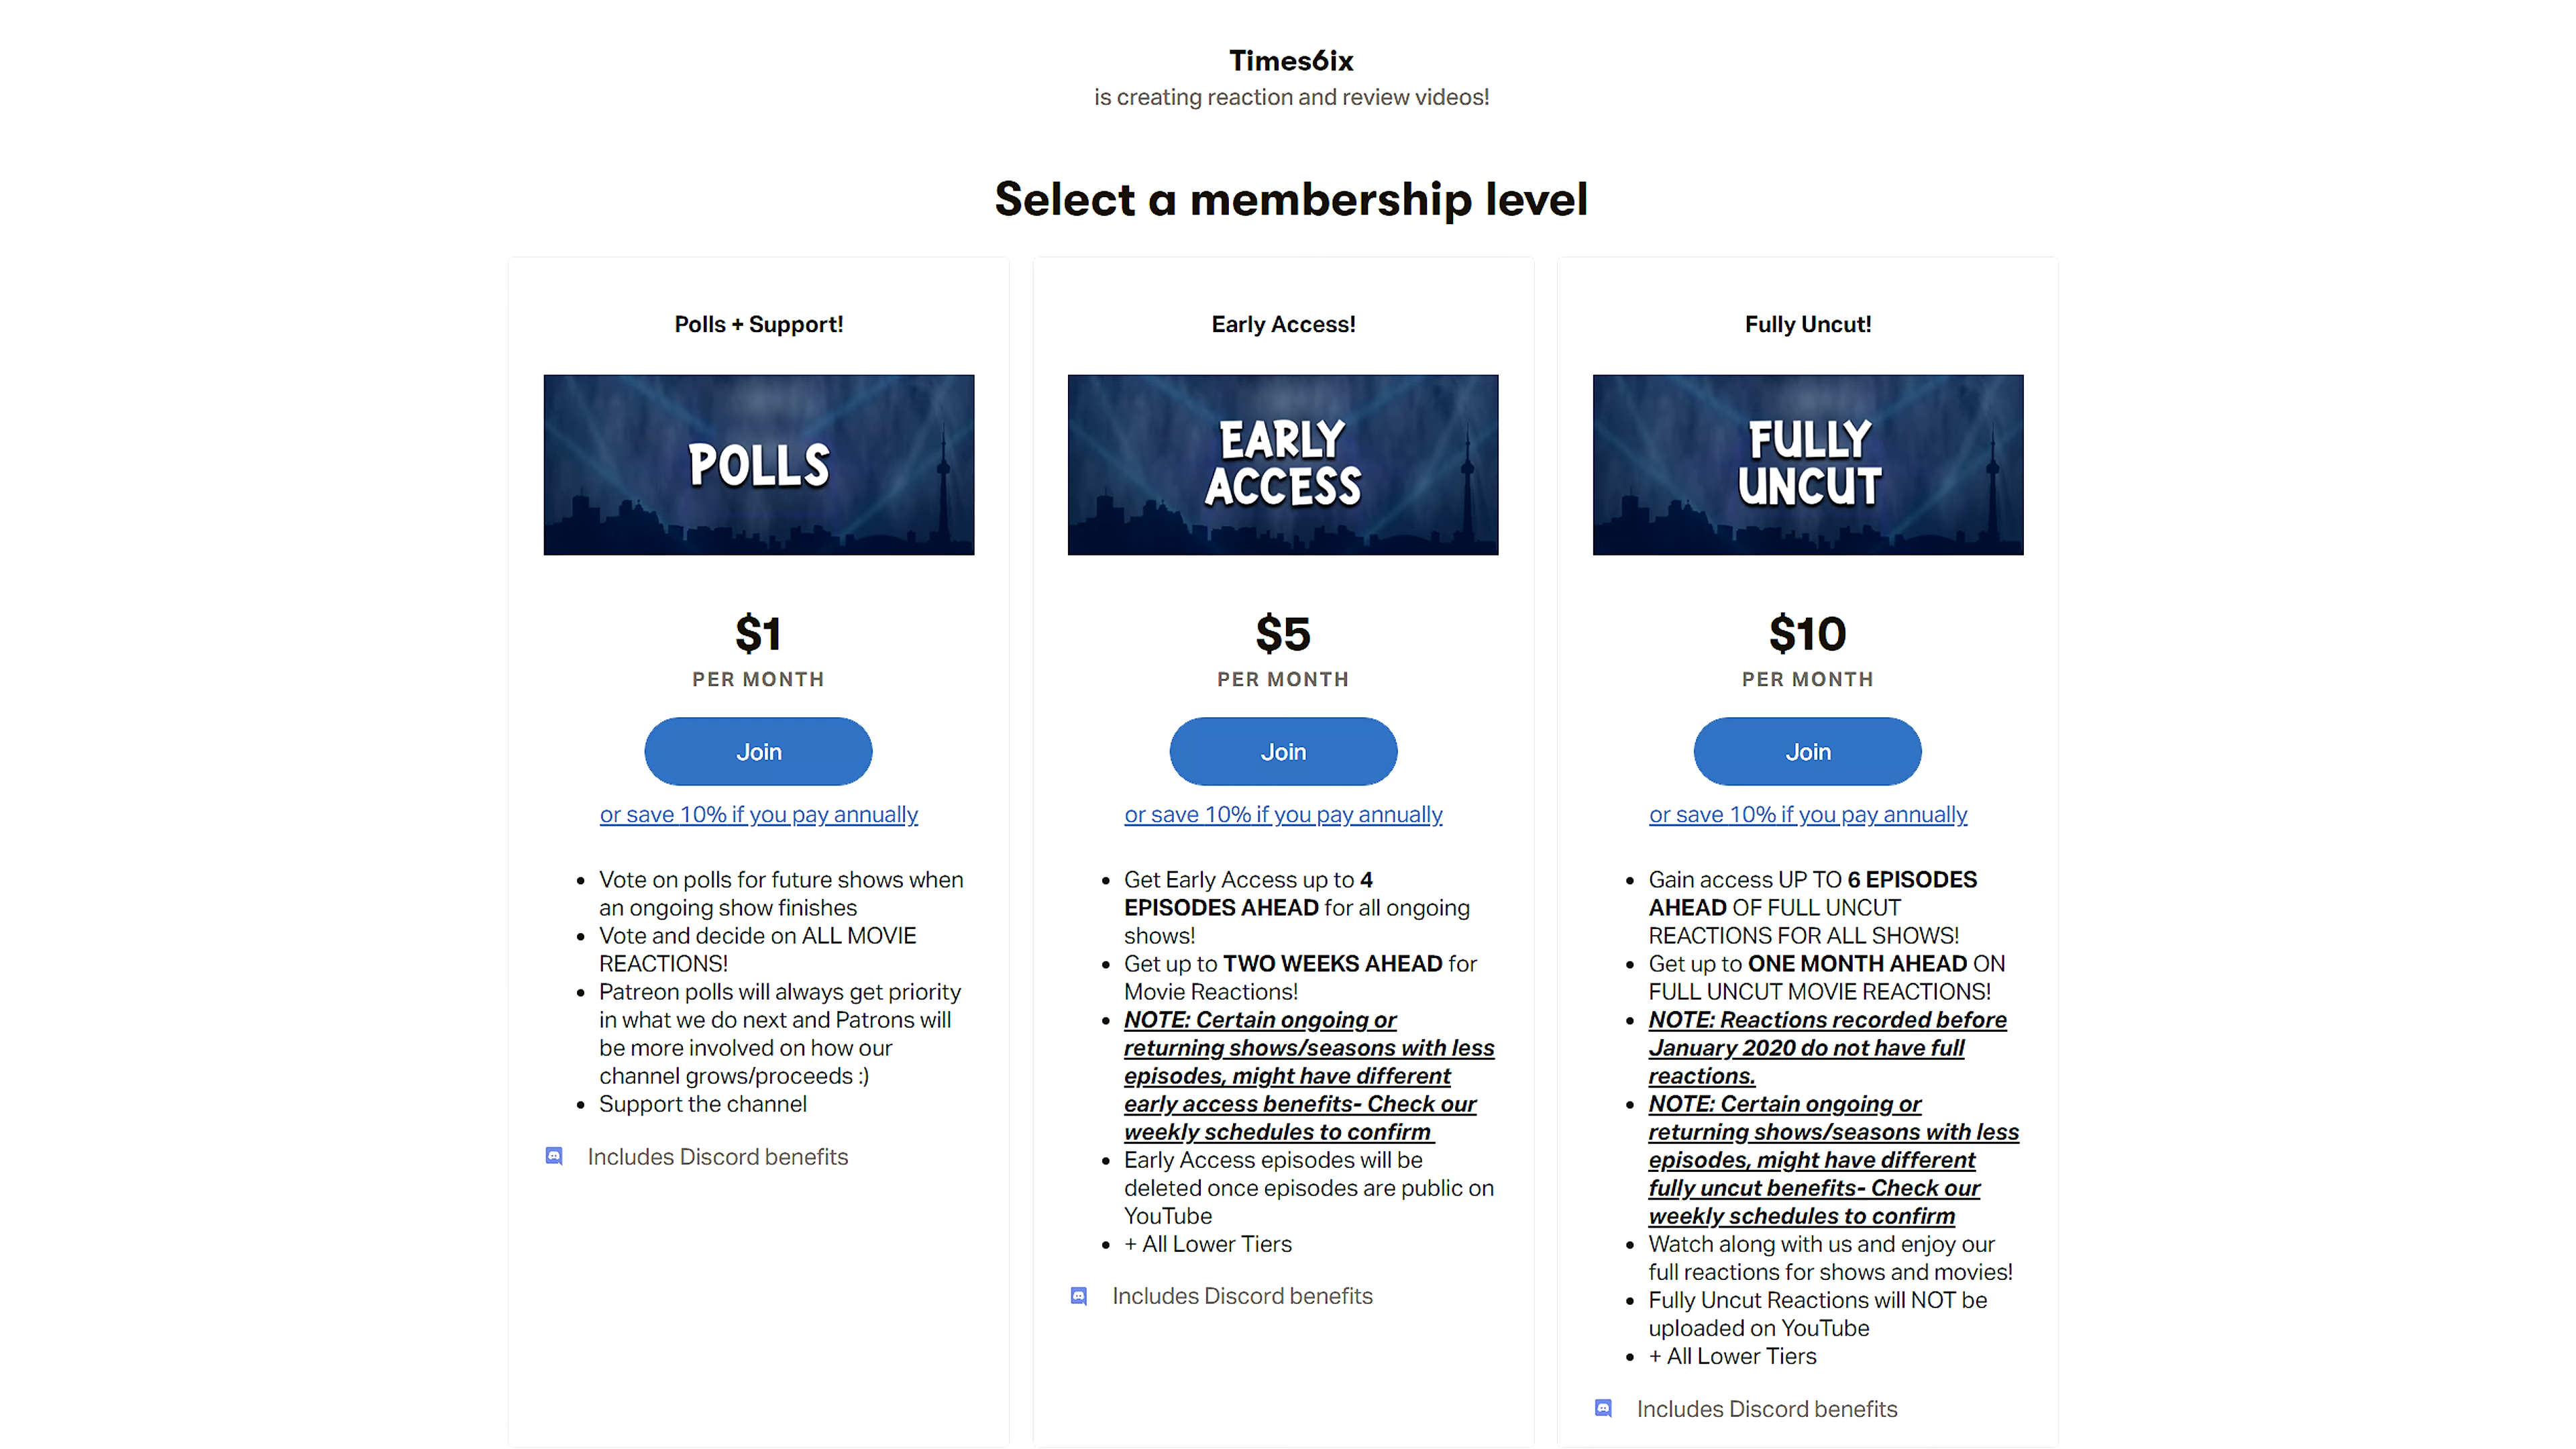 Times6ix
is creating reaction and review videos!
Select a membership level
Polls + Support!
POLLS
$1
PER MONTH
Join
or save 10% if you pay annually
• Vote on polls for future shows when
an ongoing show finishes
• Vote and decide on ALL MOVIE
REACTIONS!
• Patreon polls will always get priority
in what we do next and Patrons will
be more involved on how our
channel grows/proceeds :)
• Support the channel
Includes Discord benefits
Early Access!
EARLY
ACCESS
$5
PER MONTH
Join
or save 10% if you pay annually
• Get Early Access up to 4
EPISODES AHEAD for all ongoing
shows!
• Get up to TWO WEEKS AHEAD for
Movie Reactions!
• NOTE: Certain ongoing or
returning shows/seasons with less
episodes, might have different
early access benefits- Check our
weekly schedules to confirm
• Early Access episodes will be
deleted once episodes are public on
YouTube
• + All Lower Tiers
Includes Discord benefits
Fully Uncut!
FULLY
UNCUT
$10
PER MONTH
Join
or save 10% if you pay annually
• Gain access UP TO 6 EPISODES
AHEAD OF FULL UNCUT
REACTIONS FOR ALL SHOWS!
• Get up to ONE MONTH AHEAD ON
FULL UNCUT MOVIE REACTIONS!
• NOTE: Reactions recorded before
January 2020 do not have full
reactions.
• NOTE: Certain ongoing or
returning shows/seasons with less
episodes, might have different
fully uncut benefits- Check our
weekly schedules to confirm
• Watch along with us and enjoy our
full reactions for shows and movies!
• Fully Uncut Reactions will NOT be
uploaded on YouTube
• + All Lower Tiers
Includes Discord benefits